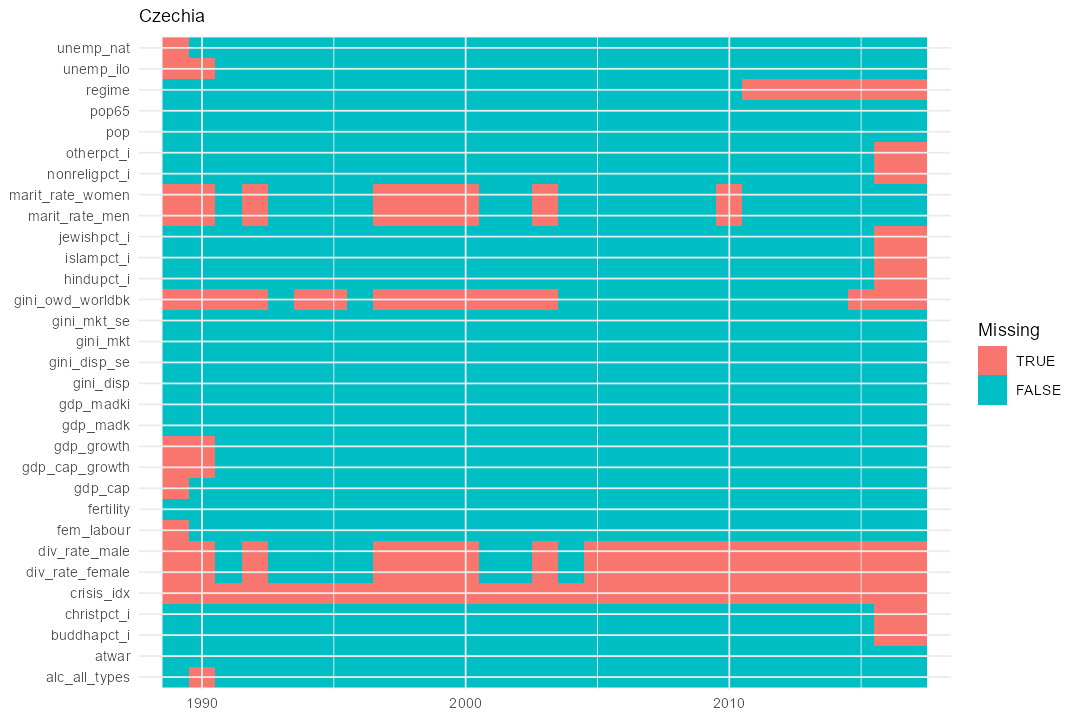 Czechia
unemp_nat
unemp_ilo
regime
pop65
pop
otherpct_i
nonreligpct_i
marit_rate_women
marit_rate_men
jewishpct_i
islampct_i
hindupct_i
gini_owd_worldbk
gini_mkt_se
gini_mkt
gini_disp_se
gini_disp
gdp_madki
gdp_madk
gdp_growth
gdp_cap_growth
gdp_cap
fertility
fem_labour
div_rate_male
div_rate_female
crisis_idx
christpct_i
buddhapct_i
atwar
alc_all_types
1990 2000 2010
Missing
TRUE
FALSE